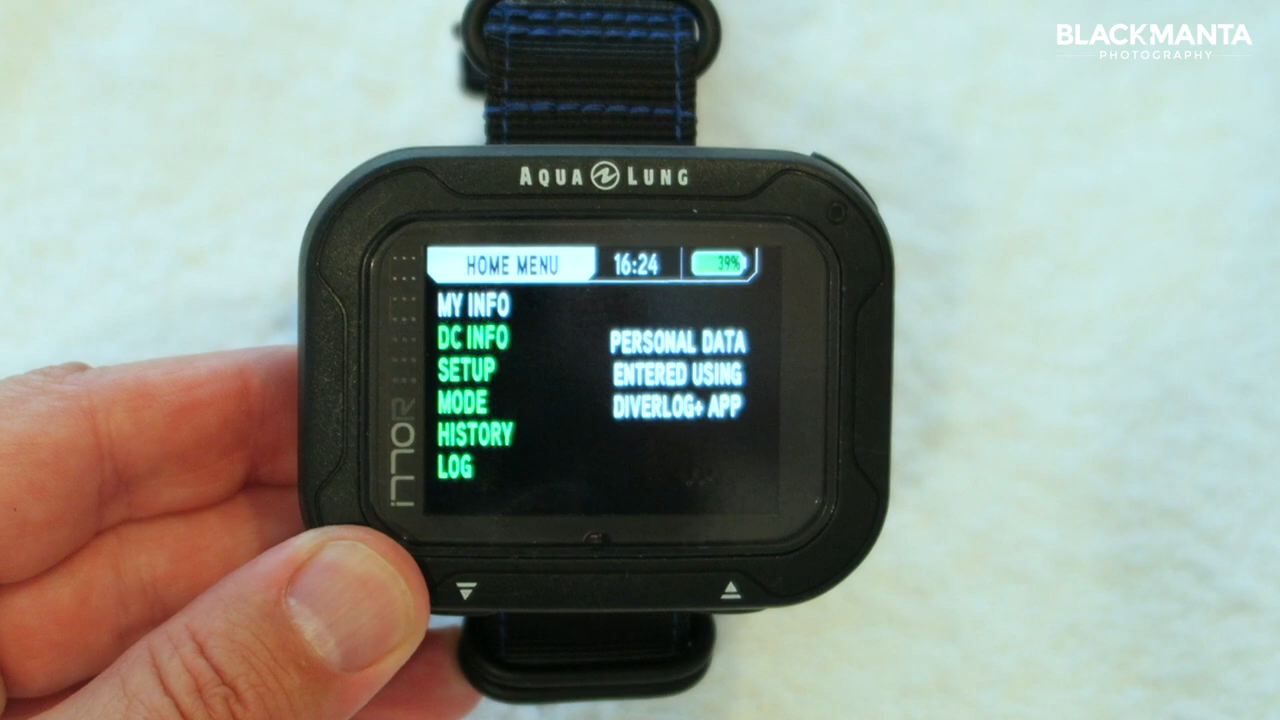 BLACKMANTA
PHOTOGRAPHY
AQUA LUNG
HOME MENU 16:24 39%
MY INFO
DC INFO
SETUP
MODE
HISTORY
LOG
PERSONAL DATA
ENTERED USING
DIVERLOG+ APP
i770R